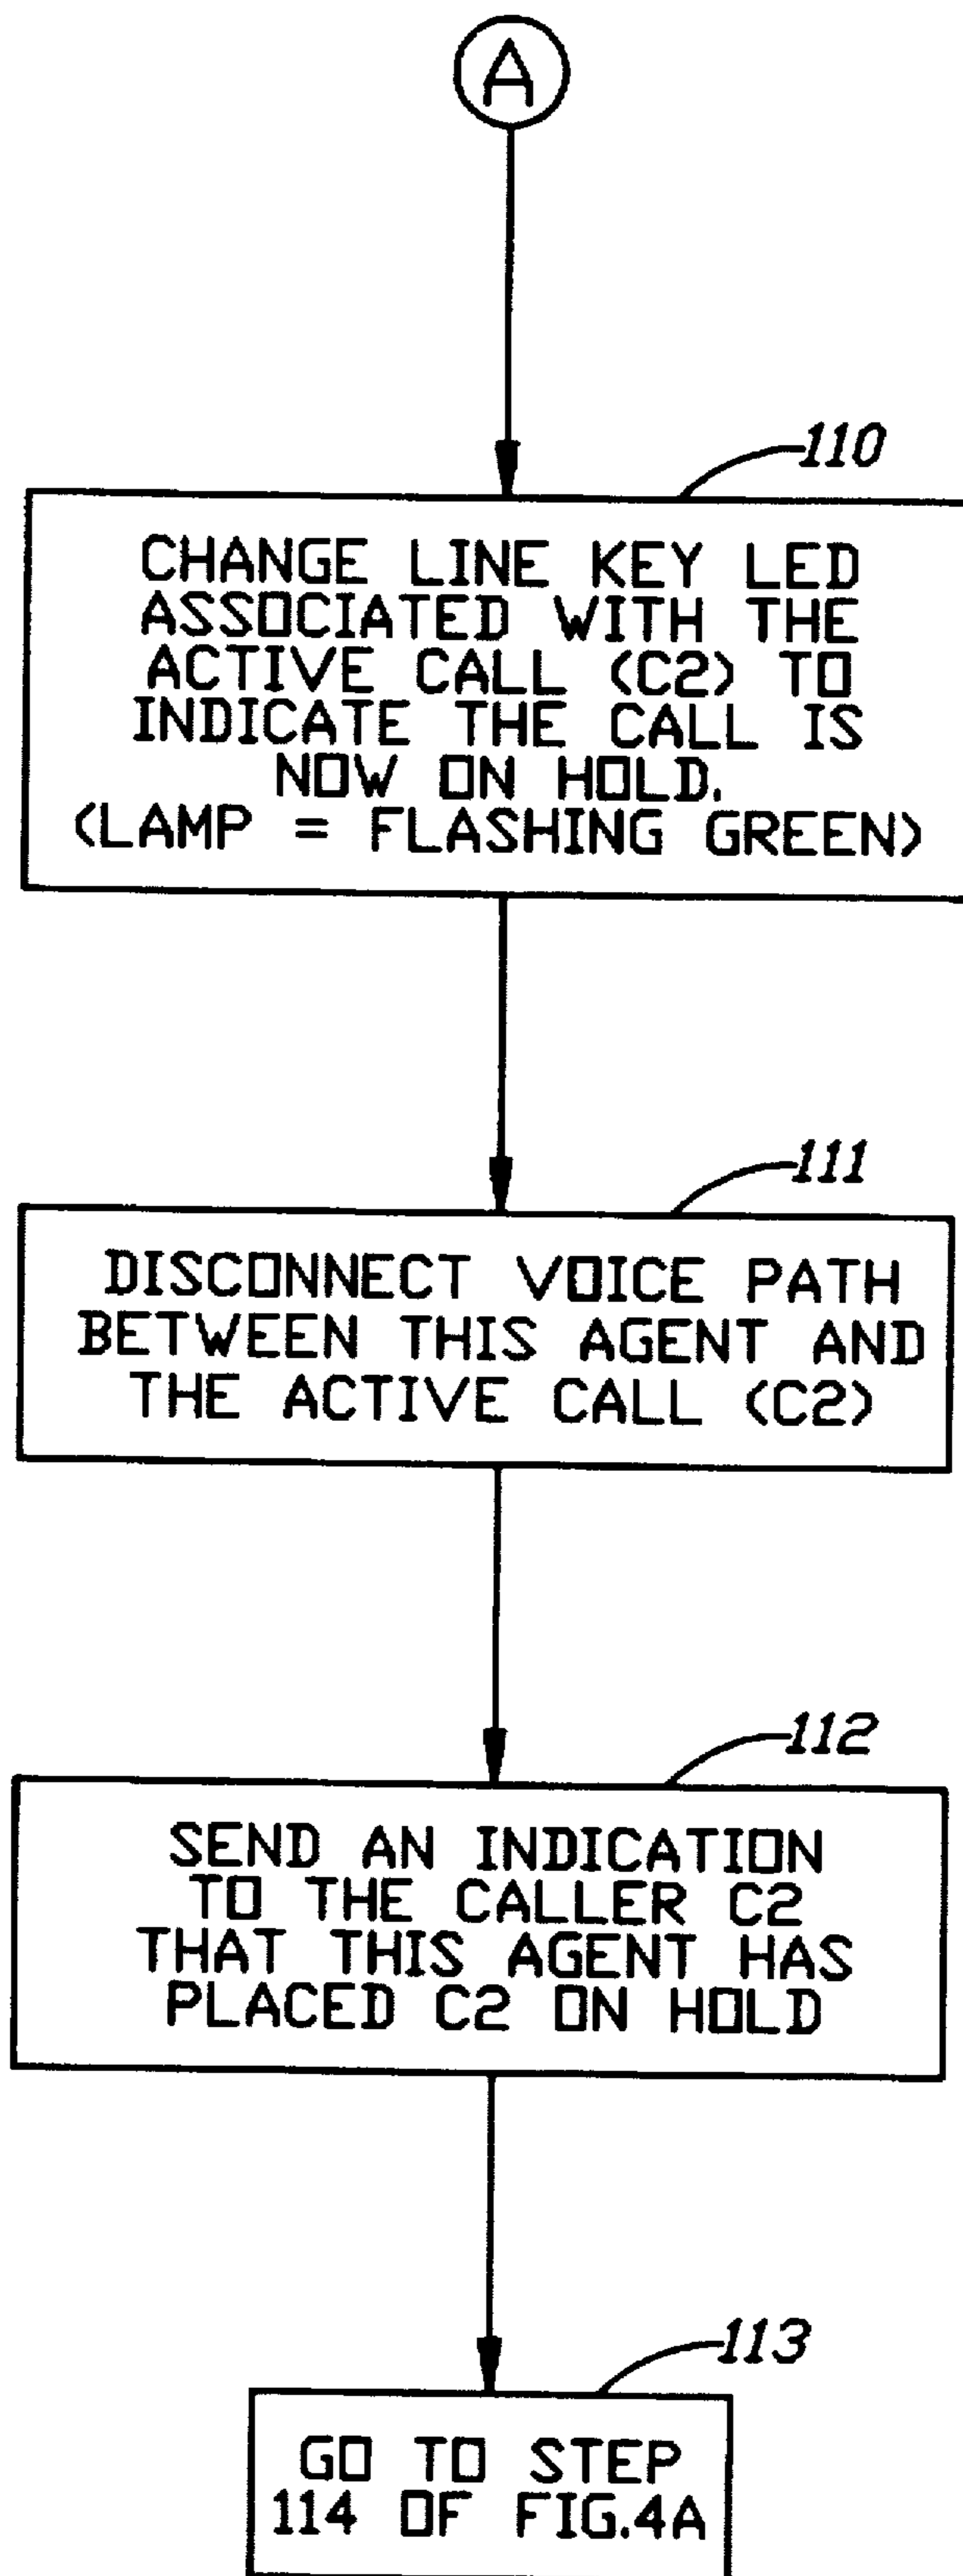 A
110
CHANGE LINE KEY LED
ASSOCIATED WITH THE
ACTIVE CALL (C2) TO
INDICATE THE CALL IS
NOW ON HOLD.
(LAMP = FLASHING GREEN)
111
DISCONNECT VOICE PATH
BETWEEN THIS AGENT AND
THE ACTIVE CALL (C2)
112
SEND AN INDICATION
TO THE CALLER C2
THAT THIS AGENT HAS
PLACED C2 ON HOLD
113
GO TO STEP
114 OF FIG.4A